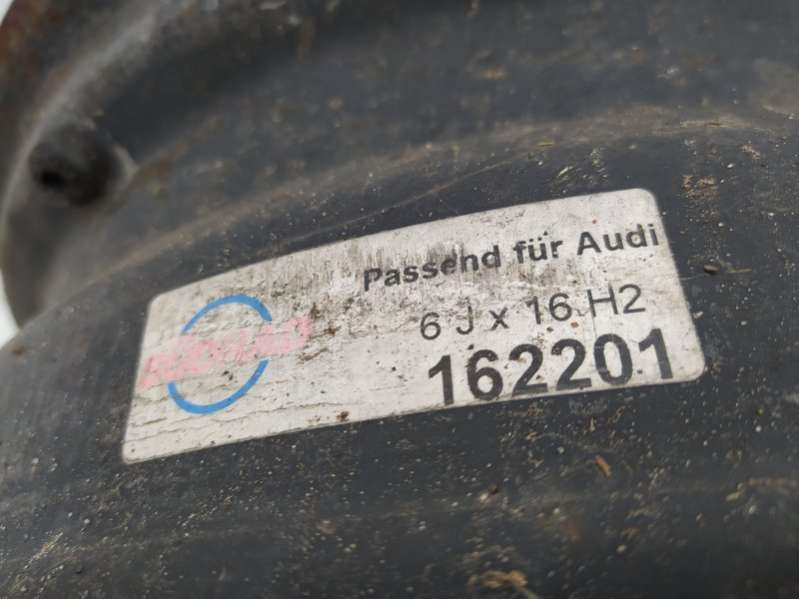 Passend für Audi
6 J x 16 H2
162201